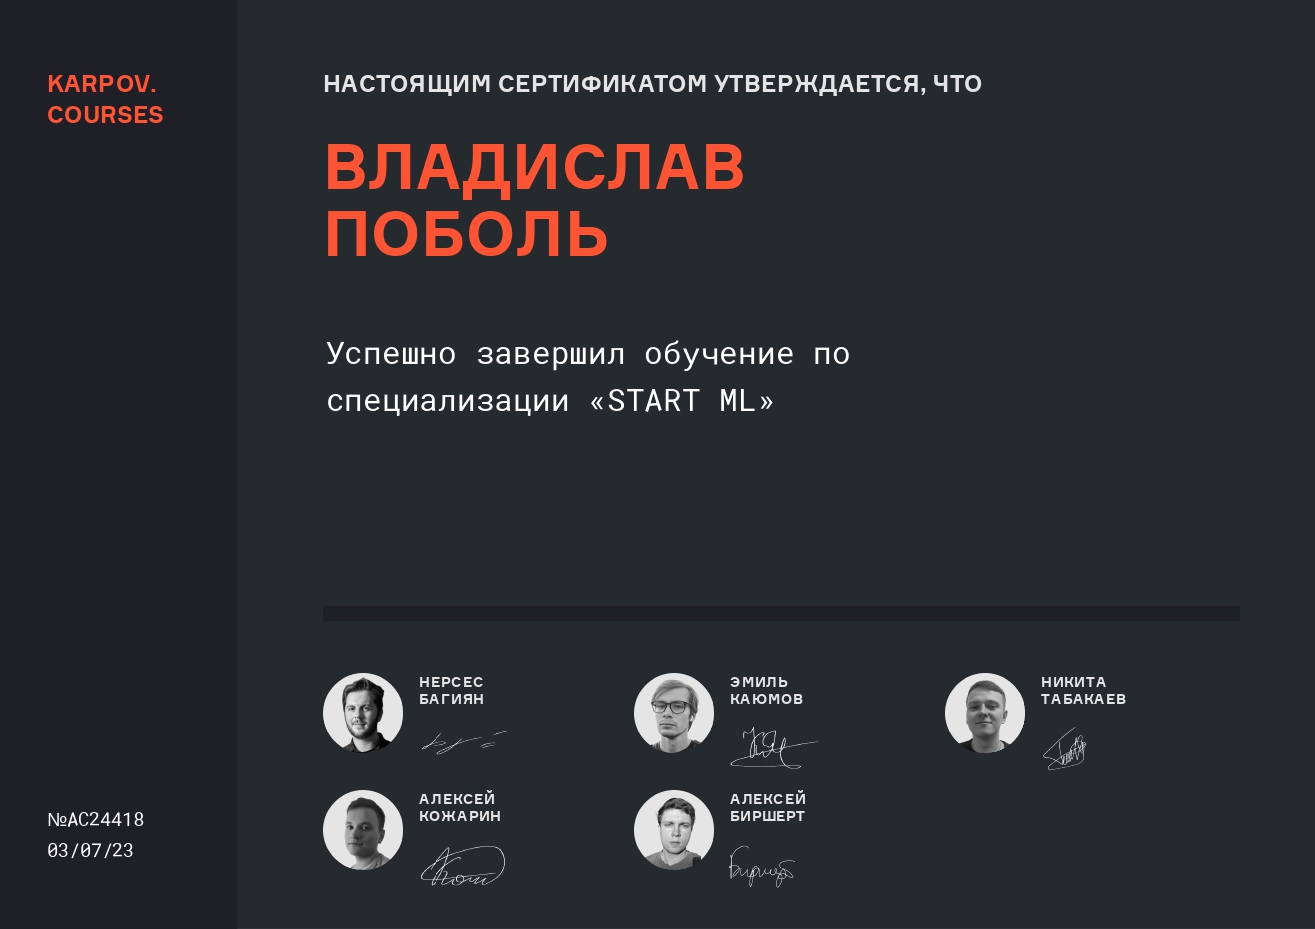 KARPOV.
COURSES
НАСТОЯЩИМ СЕРТИФИКАТОМ УТВЕРЖДАЕТСЯ, ЧТО
ВЛАДИСЛАВ
ПОБОЛЬ
Успешно завершил обучение по
специализации «START ML»
НЕРСЕС
БАГИЯН
ЭМИЛЬ
КАЮМОВ
НИКИТА
ТАБАКАЕВ
АЛЕКСЕЙ
КОЖАРИН
АЛЕКСЕЙ
БИРШЕРТ
№AC24418
03/07/23